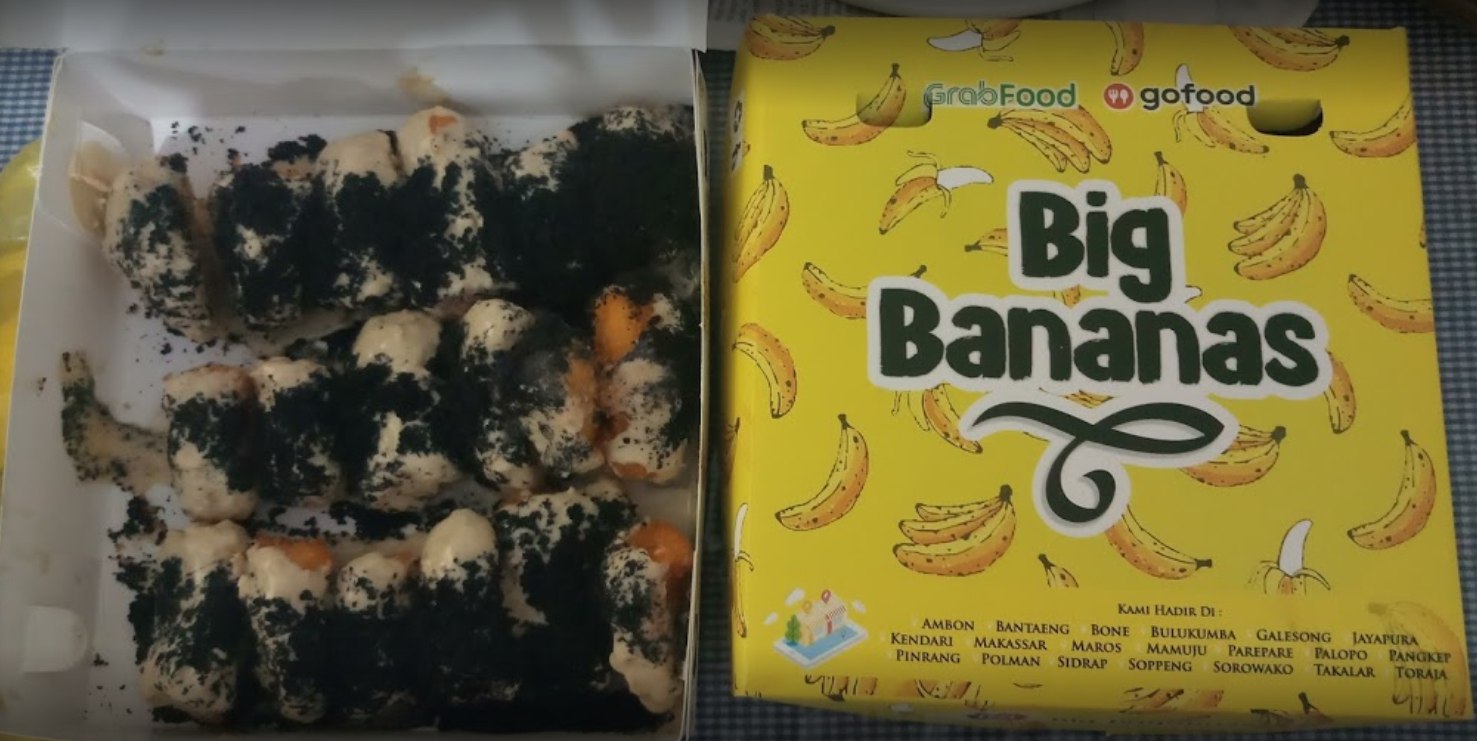 GrabFood gofood
Big
Bananas
KAMI HADIR DI :
AMBON BANTAENG BONE BULUKUMBA GALESONG JAYAPURA
KENDARI MAKASSAR MAROS MAMUJU PAREPARE PALOPO PANGKEP
PINRANG POLMAN SIDRAP SOPPENG SOROWAKO TAKALAR TORAJA